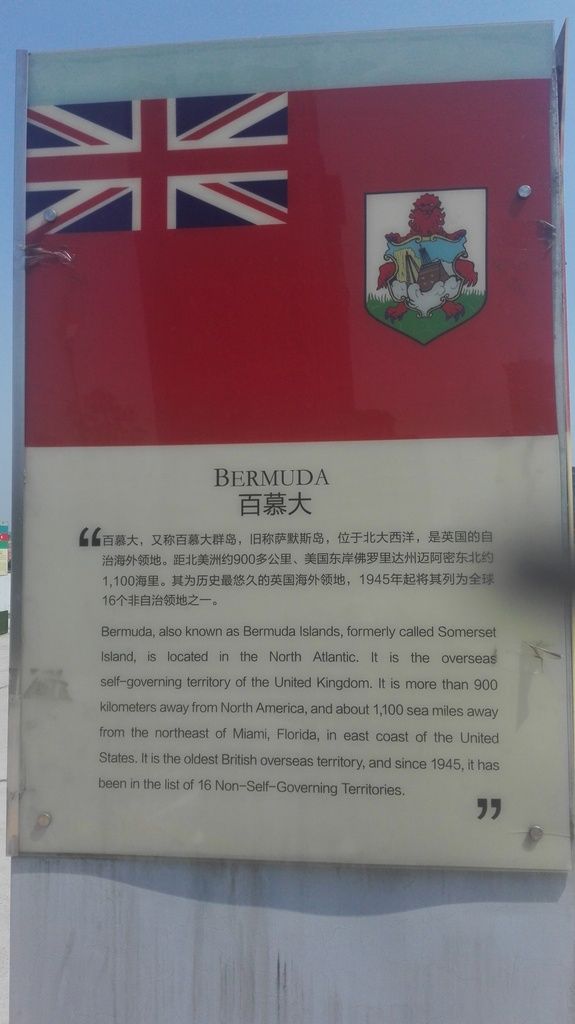 BERMUDA
百慕大
“百慕大，又称百慕大群岛，旧称萨默斯岛，位于北大西洋，是英国的自
治海外领地。距北美洲约900多公里、美国东岸佛罗里达州迈阿密东北约
1,100海里。其为历史最悠久的英国海外领地，1945年起将其列为全球
16个非自治领地之一。
Bermuda, also known as Bermuda Islands, formerly called Somerset
Island, is located in the North Atlantic. It is the overseas
self-governing territory of the United Kingdom. It is more than 900
kilometers away from North America, and about 1,100 sea miles away
from the northeast of Miami, Florida, in east coast of the United
States. It is the oldest British overseas territory, and since 1945, it has
been in the list of 16 Non-Self-Governing Territories.
”